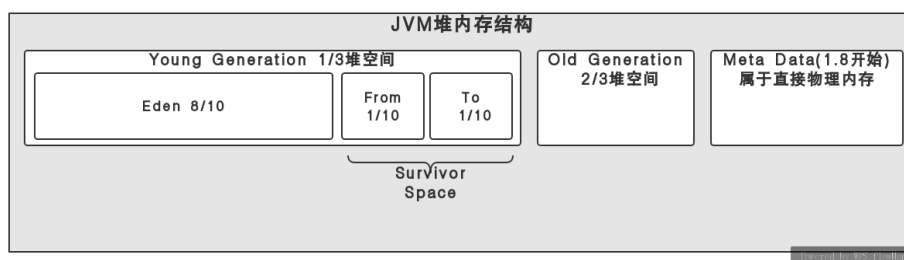 JVM堆内存结构
Young Generation 1/3堆空间
Eden 8/10
From
1/10
To
1/10
Survivor
Space
Old Generation
2/3堆空间
Meta Data(1.8开始)
属于直接物理内存
Powered by